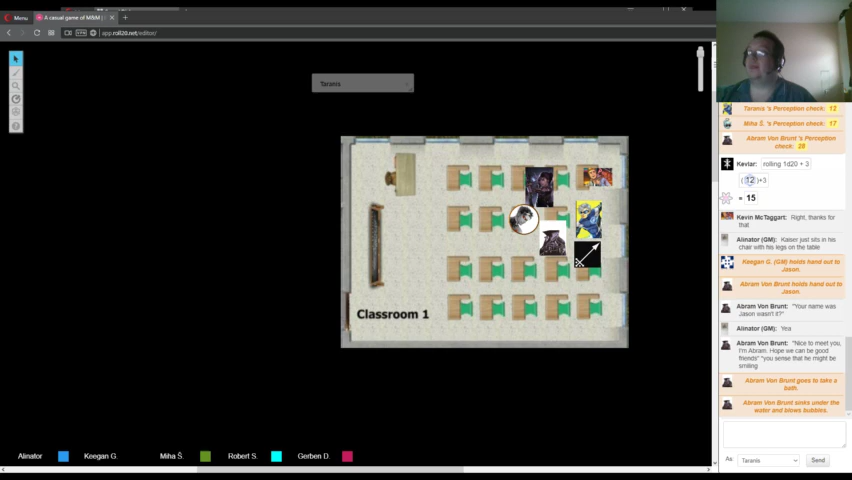 Menu
A casual game of M&M |
VPN
app.roll20.net/editor/
Taranis
Classroom 1
Alinator
Keegan G.
Miha Š.
Robert S.
Gerben D.
Taranis 's Perception check: 12
Miha Š. 's Perception check: 17
Abram Von Brunt 's Perception
check: 28
Kevlar: rolling 1d20 + 3
(12)+3
= 15
Kevin McTaggart: Right, thanks for
that
Alinator (GM): Kaiser just sits in his
chair with his legs on the table
Keegan G. (GM) holds hand out to
Jason.
Abram Von Brunt holds hand out to
Jason.
Abram Von Brunt: "Your name was
Jason wasn't it?"
Alinator (GM): Yea
Abram Von Brunt: "Nice to meet you,
I'm Abram. Hope we can be good
friends" "you sense that he might be
smiling
Abram Von Brunt goes to take a
bath.
Abram Von Brunt sinks under the
water and blows bubbles.
As:
Taranis
Send